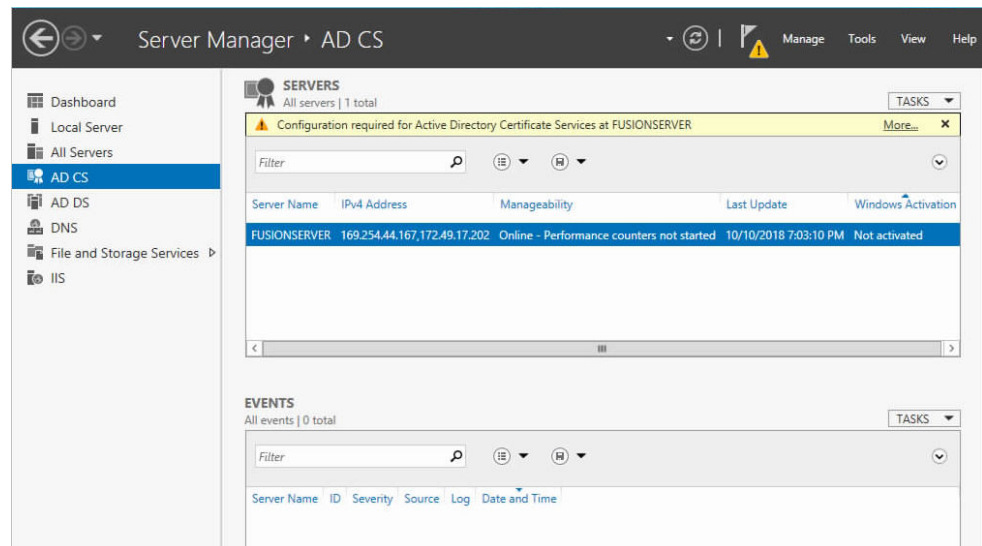 Server Manager ‣ AD CS
Manage Tools View Help
Dashboard
Local Server
All Servers
AD CS
AD DS
DNS
File and Storage Services
IIS
SERVERS
All servers | 1 total
TASKS
Configuration required for Active Directory Certificate Services at FUSIONSERVER More...
Filter
Server Name IPv4 Address Manageability Last Update Windows Activation
FUSIONSERVER 169.254.44.167,172.49.17.202 Online - Performance counters not started 10/10/2018 7:03:10 PM Not activated
EVENTS
All events | 0 total
TASKS
Filter
Server Name ID Severity Source Log Date and Time